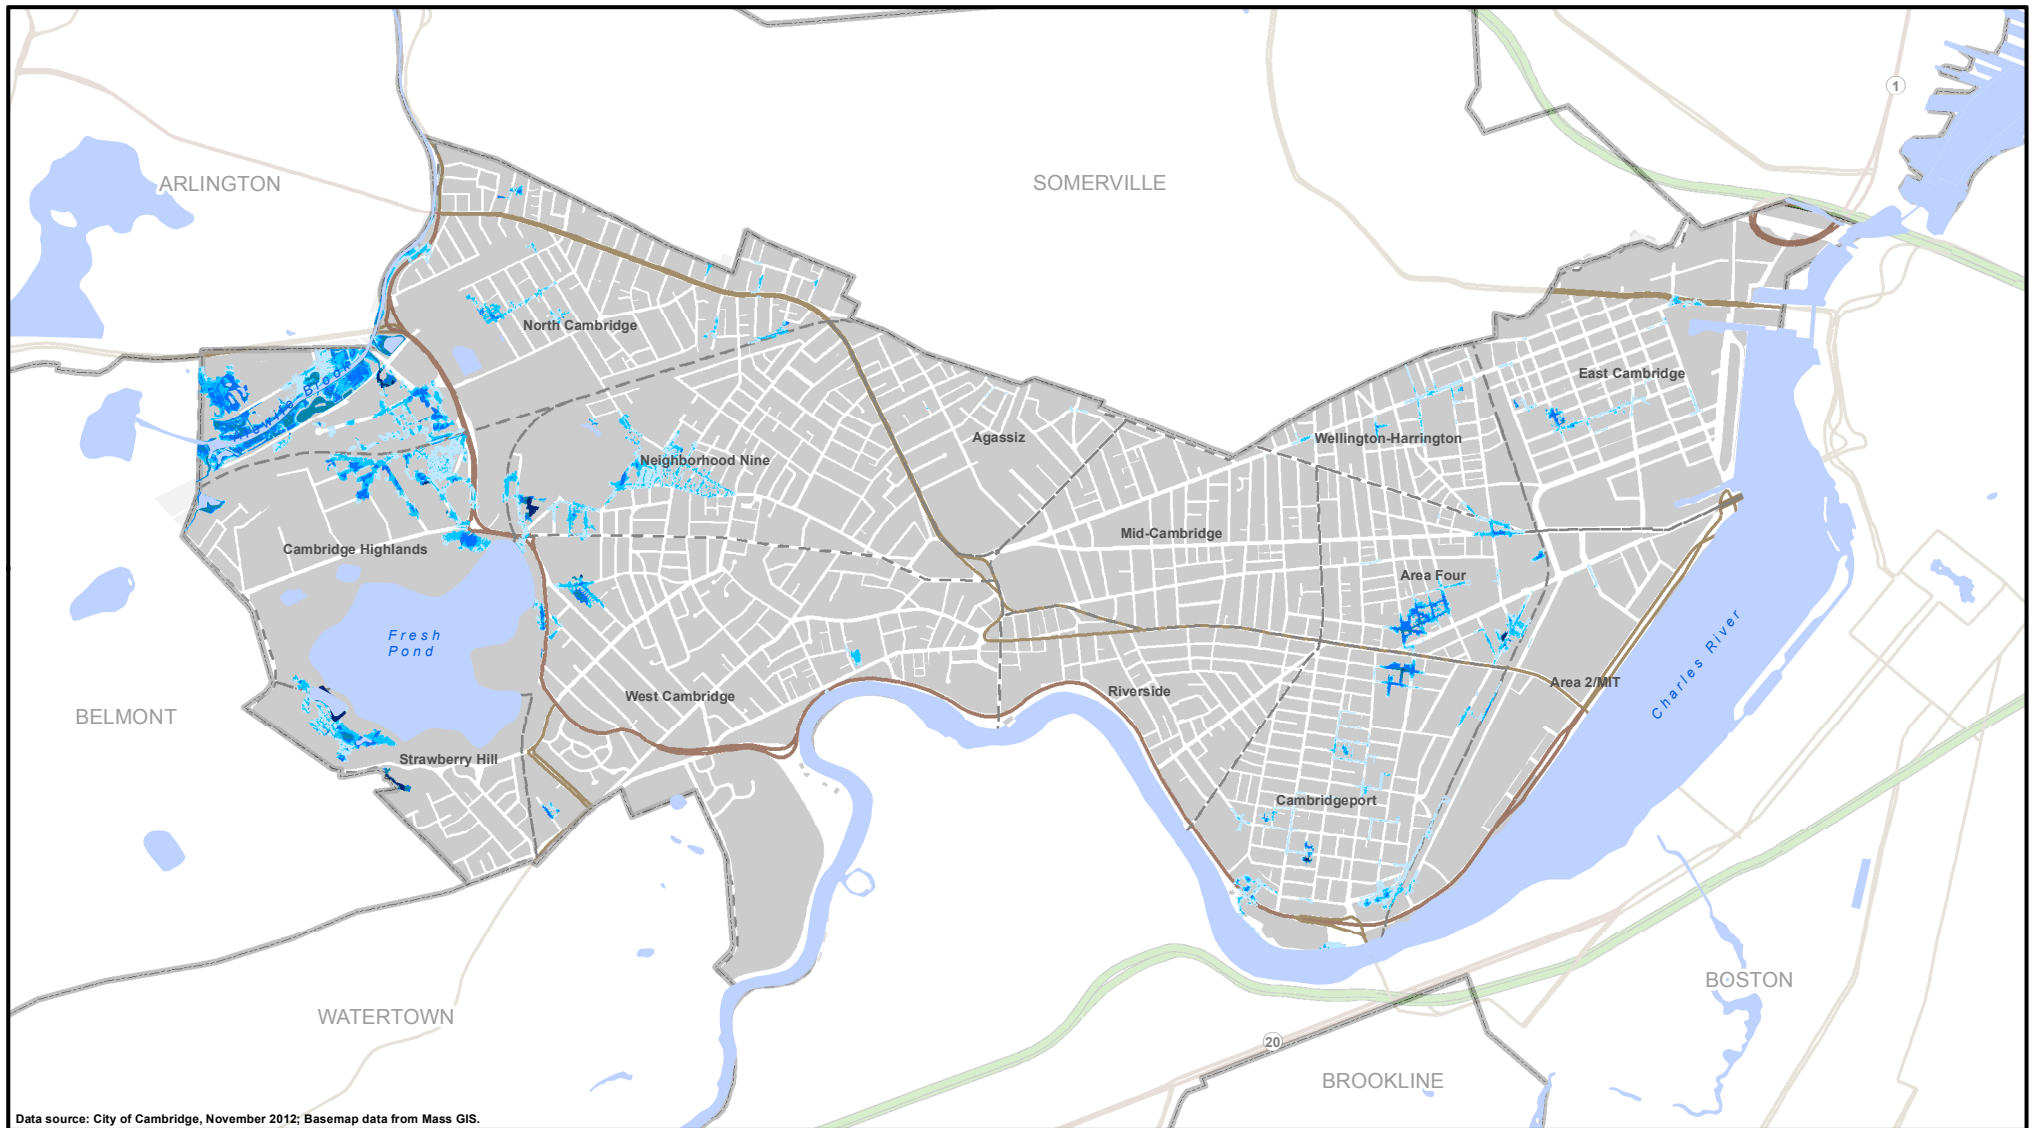 1
ARLINGTON
SOMERVILLE
North Cambridge
Alewife Brook
East Cambridge
Agassiz
Wellington-Harrington
Neighborhood Nine
Mid-Cambridge
Cambridge Highlands
Area Four
Fresh
Pond
Charles River
Area 2/MIT
Riverside
West Cambridge
BELMONT
Strawberry Hill
Cambridgeport
BOSTON
WATERTOWN
20
BROOKLINE
Data source: City of Cambridge, November 2012; Basemap data from Mass GIS.